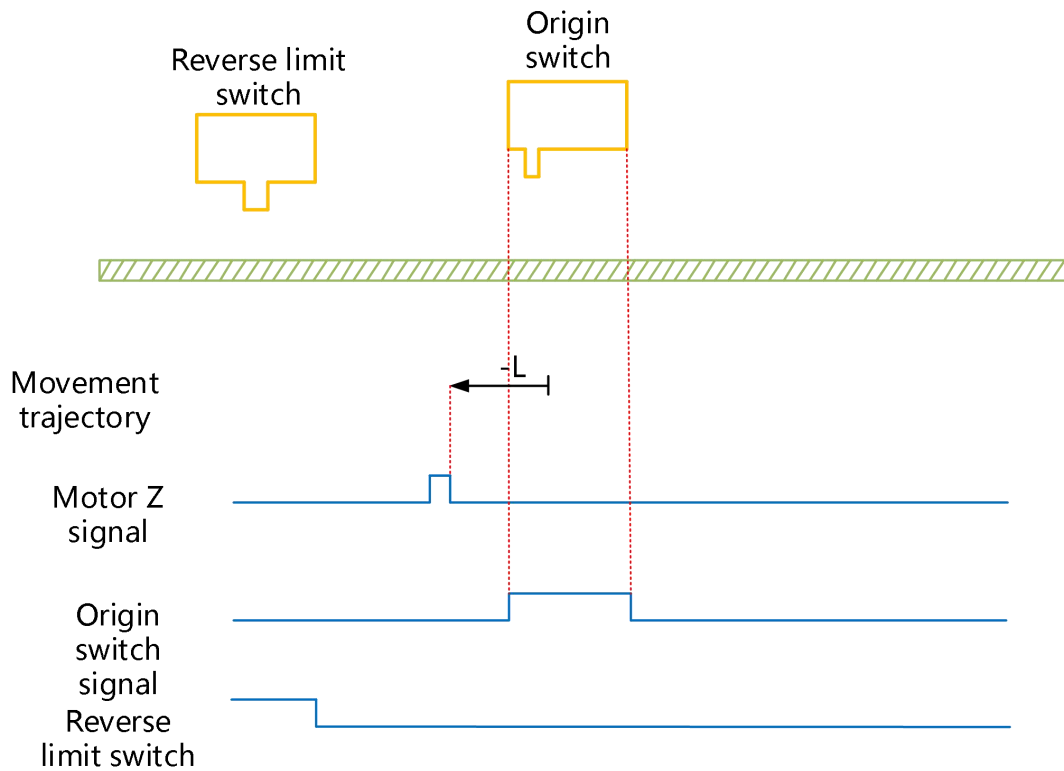 Origin
switch
Reverse limit
switch
-L
Movement
trajectory
Motor Z
signal
Origin
switch
signal
Reverse
limit switch